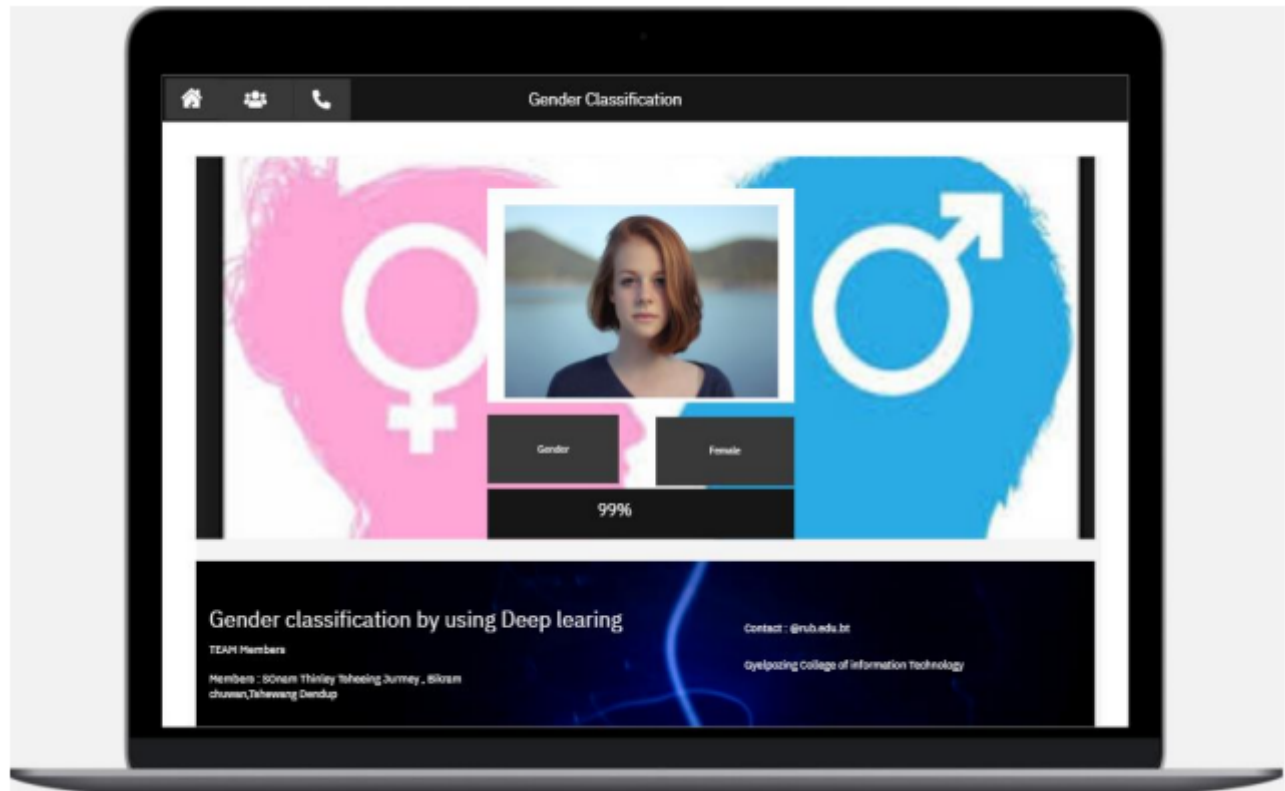 Gender Classification
Gender
Female
99%
Gender classification by using Deep learing
TEAM Members
Members : SOnam Thinley Tsheeing Jurmey , Bikram
chuwan,Tshewang Dendup
Contact : @rub.edu.bt
Gyelpozing College of information Technology